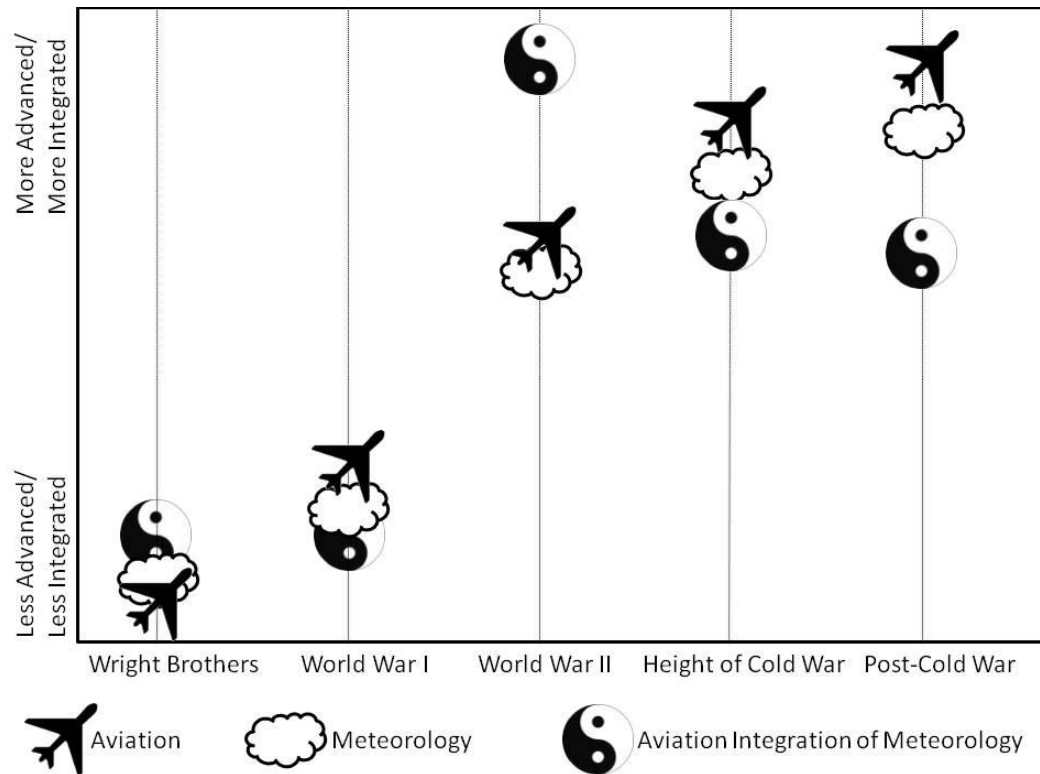 More Advanced/
More Integrated
Less Advanced/
Less Integrated
Wright Brothers
World War I
World War II
Height of Cold War
Post-Cold War
Aviation
Meteorology
Aviation Integration of Meteorology